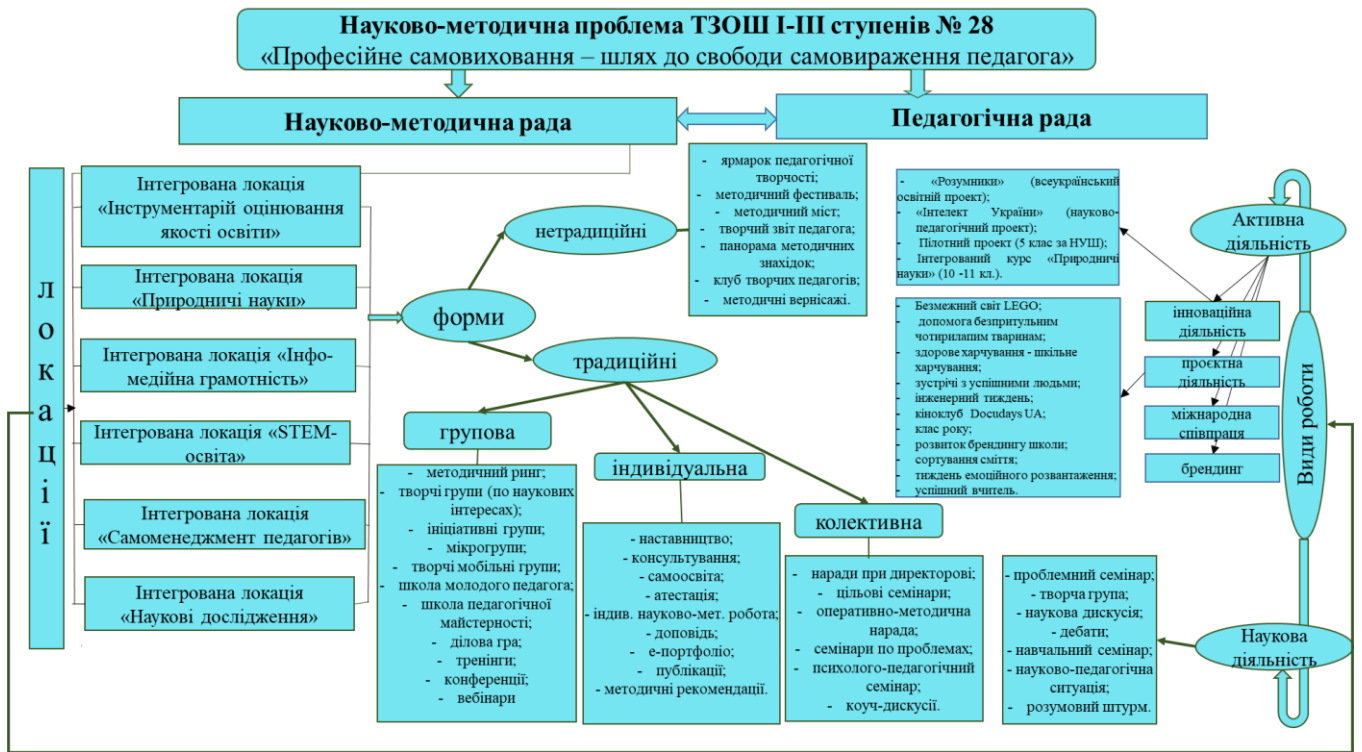 Науково-методична проблема ТЗОШ І-ІІІ ступенів № 28
«Професійне самовиховання – шлях до свободи самовираження педагога»
Науково-методична рада
Педагогічна рада
локації
Інтегрована локація
«Інструментарій оцінювання
якості освіти»
Інтегрована локація
«Природничі науки»
Інтегрована локація «Інфо-
медійна грамотність»
Інтегрована локація «STEM-
освіта»
Інтегрована локація
«Самоменеджмент педагогів»
Інтегрована локація
«Наукові дослідження»
форми
нетрадиційні
- ярмарок педагогічної
творчості;
- методичний фестиваль;
- методичний міст;
- творчий звіт педагога;
- панорама методичних
знахідок;
- клуб творчих педагогів;
- методичні вернісажі.
традиційні
групова
- методичний ринг;
- творчі групи (по наукових
інтересах);
- ініціативні групи;
- мікрогрупи;
- творчі мобільні групи;
- школа молодого педагога;
- школа педагогічної
майстерності;
- ділова гра;
- тренінги;
- конференції;
- вебінари
індивідуальна
- наставництво;
- консультування;
- самоосвіта;
- атестація;
- індив. науково-мет. робота;
- доповідь;
- е-портфоліо;
- публікації;
- методичні рекомендації.
колективна
- наради при директорові;
- цільові семінари;
- оперативно-методична
нарада;
- семінари по проблемах;
- психолого-педагогічний
семінар;
- коуч-дискусії.
- «Розумники» (всеукраїнський
освітній проект);
- «Інтелект України» (науково-
педагогічний проект);
- Пілотний проект (5 клас за НУШ);
- Інтегрований курс «Природничі
науки» (10 -11 кл.).
- Безмежний світ LEGO;
- допомога безпритульним
чотирилапим тваринам;
- здорове харчування - шкільне
харчування;
- зустрічі з успішними людьми;
- інженерний тиждень;
- кіноклуб Docudays UA;
- клас року;
- розвиток брендингу школи;
- сортування сміття;
- тиждень емоційного розвантаження;
- успішний вчитель.
Активна
діяльність
інноваційна
діяльність
проєктна
діяльність
міжнародна
співпраця
брендинг
Види роботи
- проблемний семінар;
- творча група;
- наукова дискусія;
- дебати;
- навчальний семінар;
- науково-педагогічна
ситуація;
- розумовий штурм.
Наукова
діяльність